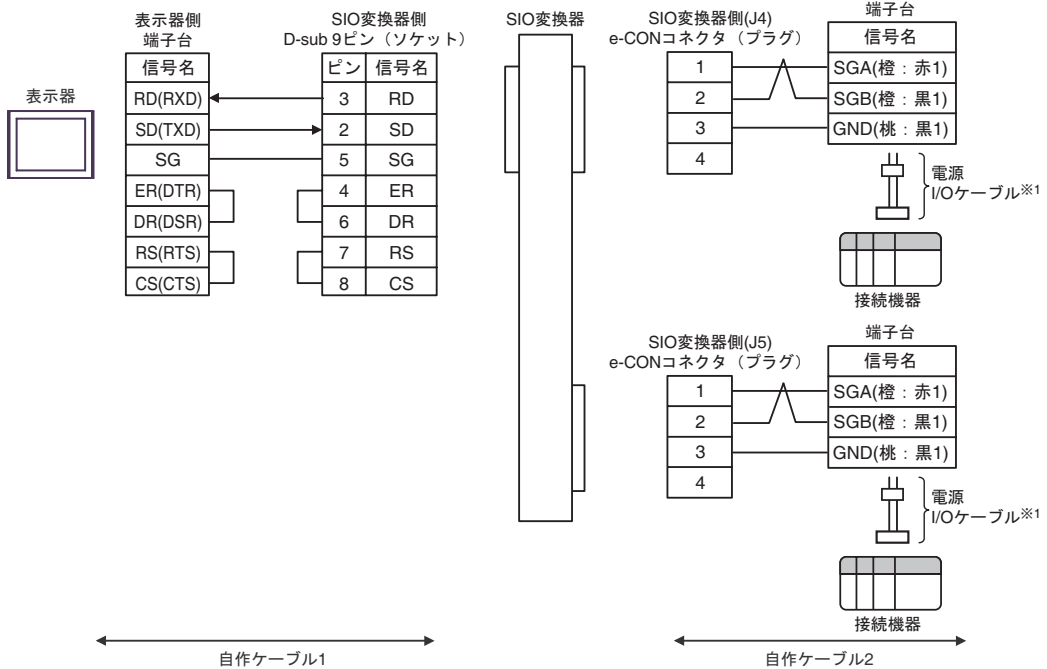 表示器
表示器側
端子台
信号名
RD(RXD)
SD(TXD)
SG
ER(DTR)
DR(DSR)
RS(RTS)
CS(CTS)
SIO変換器側
D-sub 9ピン（ソケット）
ピン 信号名
3 RD
2 SD
5 SG
4 ER
6 DR
7 RS
8 CS
SIO変換器
SIO変換器側(J4)
e-CONコネクタ（プラグ）
1
2
3
4
端子台
信号名
SGA(橙：赤1)
SGB(橙：黒1)
GND(桃：黒1)
電源
I/Oケーブル※1
接続機器
SIO変換器側(J5)
e-CONコネクタ（プラグ）
1
2
3
4
端子台
信号名
SGA(橙：赤1)
SGB(橙：黒1)
GND(桃：黒1)
電源
I/Oケーブル※1
接続機器
自作ケーブル1
自作ケーブル2